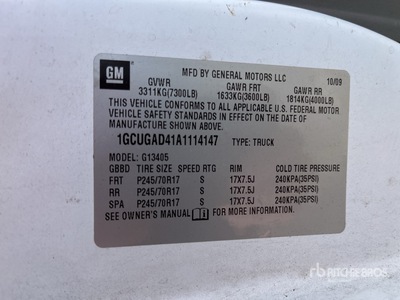 GM
MFD BY GENERAL MOTORS LLC 10/09
GVWR GAWR FRT GAWR RR
3311KG(7300LB) 1633KG(3600LB) 1814KG(4000LB)
THIS VEHICLE CONFORMS TO ALL APPLICABLE U.S. FEDERAL MOTOR
VEHICLE SAFETY STANDARDS IN EFFECT ON THE DATE OF
MANUFACTURE SHOWN ABOVE.
1GCUGAD41A1114147 TYPE: TRUCK
MODEL: G13405
GBBD TIRE SIZE SPEED RTG RIM COLD TIRE PRESSURE
FRT P245/70R17 S 17X7.5J 240KPA(35PSI)
RR P245/70R17 S 17X7.5J 240KPA(35PSI)
SPA P245/70R17 S 17X7.5J 240KPA(35PSI)
SEE OWNER'S MANUAL FOR MORE INFORMATION.
rb RITCHIE BROS